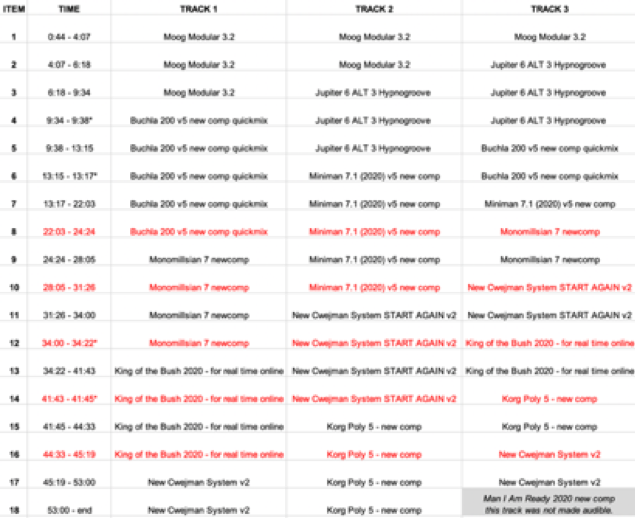 ITEM TIME TRACK 1 TRACK 2 TRACK 3
1 0:44 - 4:07 Moog Modular 3.2 Moog Modular 3.2 Moog Modular 3.2
2 4:07 - 6:18 Moog Modular 3.2 Moog Modular 3.2 Jupiter 6 ALT 3 Hypnogroove
3 6:18 - 9:34 Moog Modular 3.2 Jupiter 6 ALT 3 Hypnogroove Jupiter 6 ALT 3 Hypnogroove
4 9:34 - 9:38* Buchla 200 v5 new comp quickmix Jupiter 6 ALT 3 Hypnogroove Jupiter 6 ALT 3 Hypnogroove
5 9:38 - 13:15 Buchla 200 v5 new comp quickmix Jupiter 6 ALT 3 Hypnogroove Buchla 200 v5 new comp quickmix
6 13:15 - 13:17* Buchla 200 v5 new comp quickmix Miniman 7.1 (2020) v5 new comp Buchla 200 v5 new comp quickmix
7 13:17 - 22:03 Buchla 200 v5 new comp quickmix Miniman 7.1 (2020) v5 new comp Miniman 7.1 (2020) v5 new comp
8 22:03 - 24:24 Buchla 200 v5 new comp quickmix Miniman 7.1 (2020) v5 new comp Monomillsian 7 newcomp
9 24:24 - 28:05 Monomillsian 7 newcomp Miniman 7.1 (2020) v5 new comp Monomillsian 7 newcomp
10 28:05 - 31:26 Monomillsian 7 newcomp Miniman 7.1 (2020) v5 new comp New Cwejman System START AGAIN v2
11 31:26 - 34:00 Monomillsian 7 newcomp New Cwejman System START AGAIN v2 New Cwejman System START AGAIN v2
12 34:00 - 34:22* Monomillsian 7 newcomp New Cwejman System START AGAIN v2 King of the Bush 2020 - for real time online
13 34:22 - 41:43 King of the Bush 2020 - for real time online New Cwejman System START AGAIN v2 King of the Bush 2020 - for real time online
14 41:43 - 41:45* King of the Bush 2020 - for real time online New Cwejman System START AGAIN v2 Korg Poly 5 - new comp
15 41:45 - 44:33 King of the Bush 2020 - for real time online Korg Poly 5 - new comp Korg Poly 5 - new comp
16 44:33 - 45:19 King of the Bush 2020 - for real time online Korg Poly 5 - new comp New Cwejman System v2
17 45:19 - 53:00 New Cwejman System v2 Korg Poly 5 - new comp New Cwejman System v2
18 53:00 - end New Cwejman System v2 Korg Poly 5 - new comp Man I Am Ready 2020 new comp
this track was not made audible.